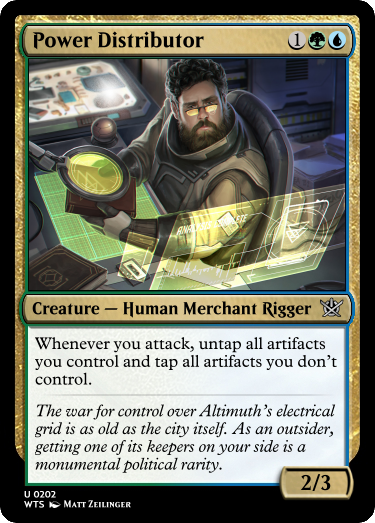 Power Distributor 1
Creature — Human Merchant Rigger
Whenever you attack, untap all artifacts
you control and tap all artifacts you don't
control.
The war for control over Altimuth's electrical
grid is as old as the city itself. As an outsider,
getting one of its keepers on your side is a
monumental political rarity.
2/3
U 0202
WTS Matt Zeilinger